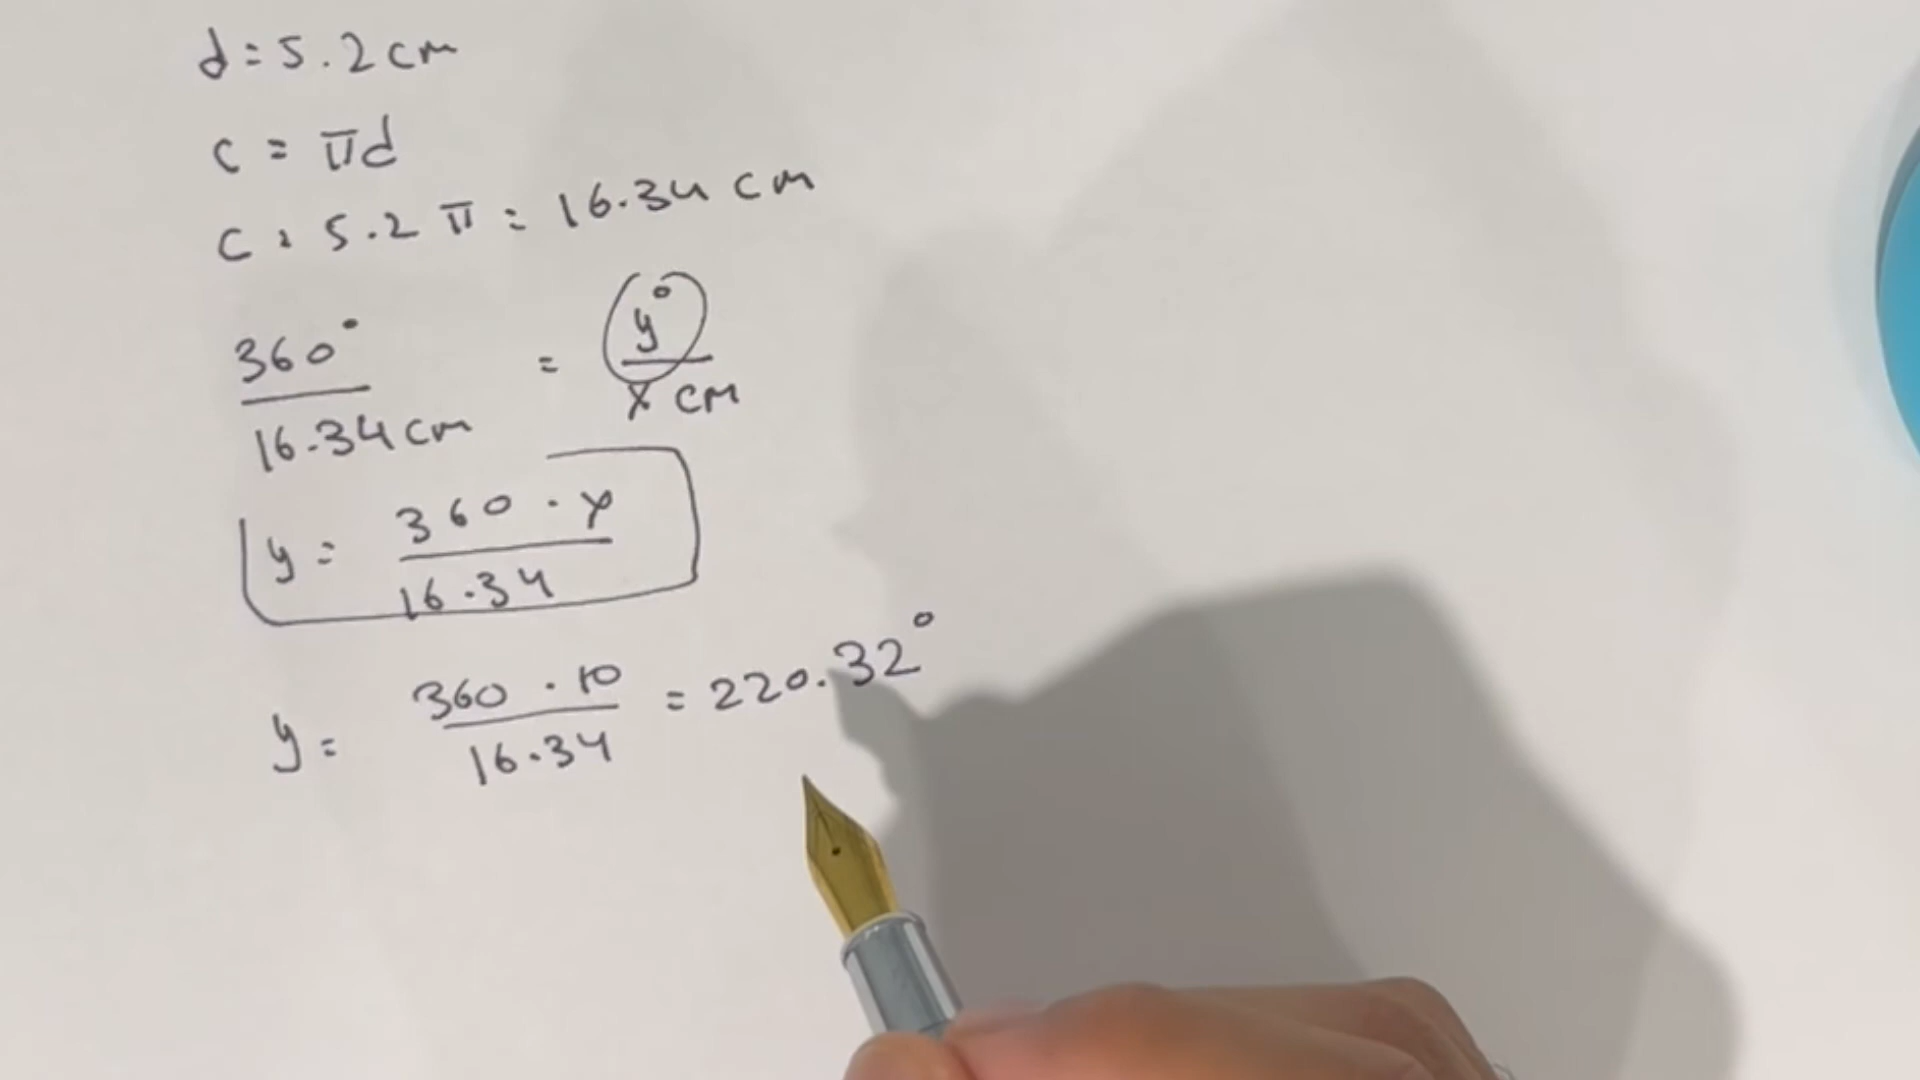 d = 5.2 cm
c = πd
c = 5.2 π = 16.34 cm
360° / 16.34 cm = y° / x cm
y = 360 · x / 16.34
y = 360 · 10 / 16.34 = 220.32°